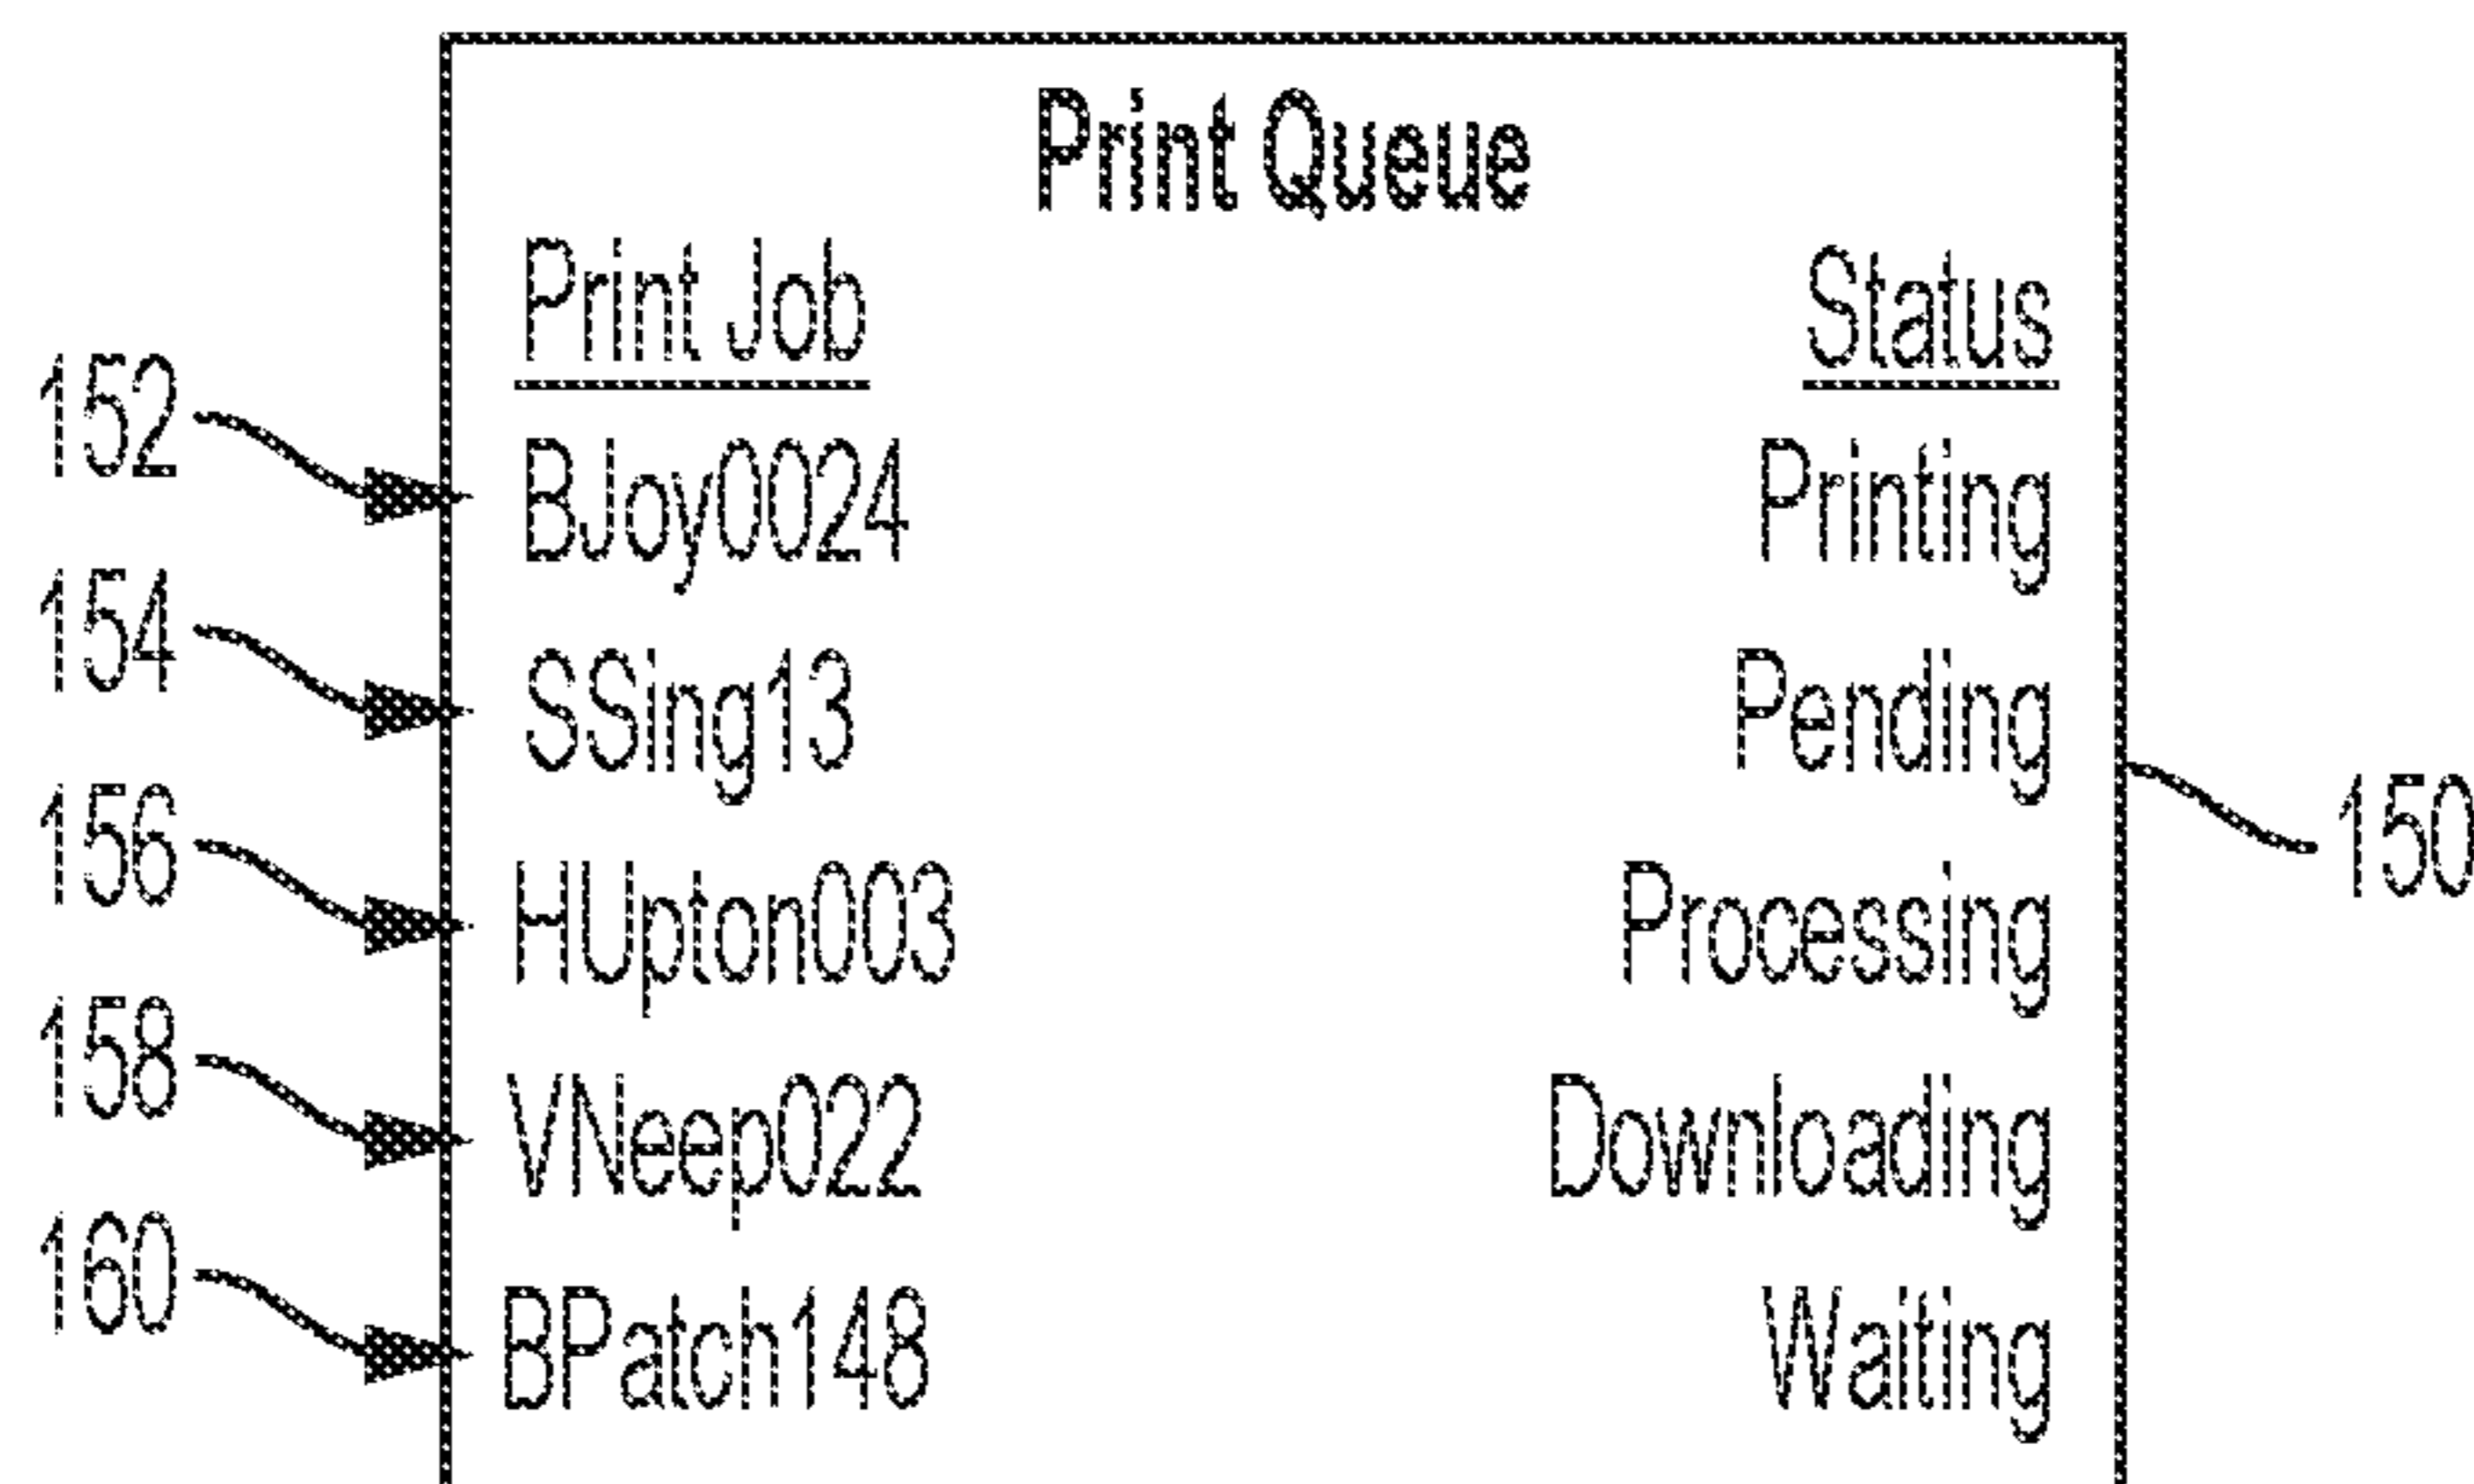 Print Queue
Print Job Status
152 BJoy0024 Printing
154 SSing13 Pending
150
156 HUpton003 Processing
158 VNeep022 Downloading
160 BPatch148 Waiting